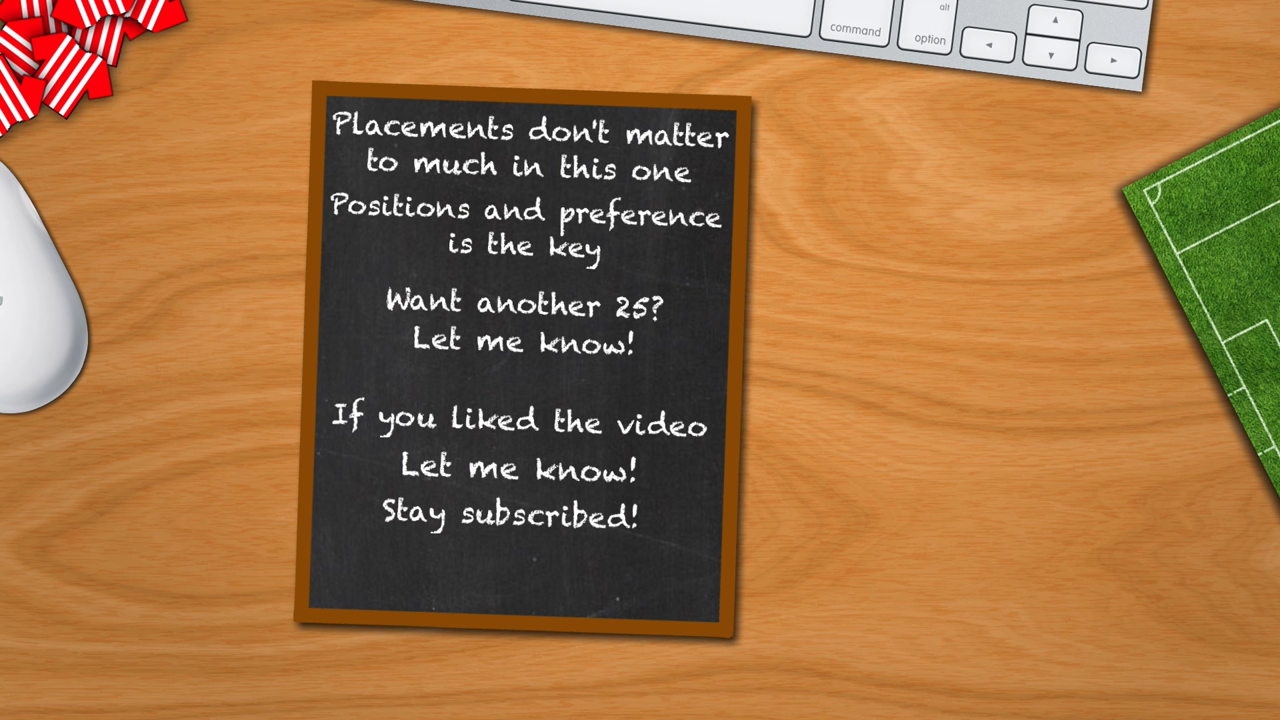 alt
command
option
Placements don't matter
to much in this one
Positions and preference
is the key
Want another 25?
Let me know!
If you liked the video
Let me know!
Stay subscribed!